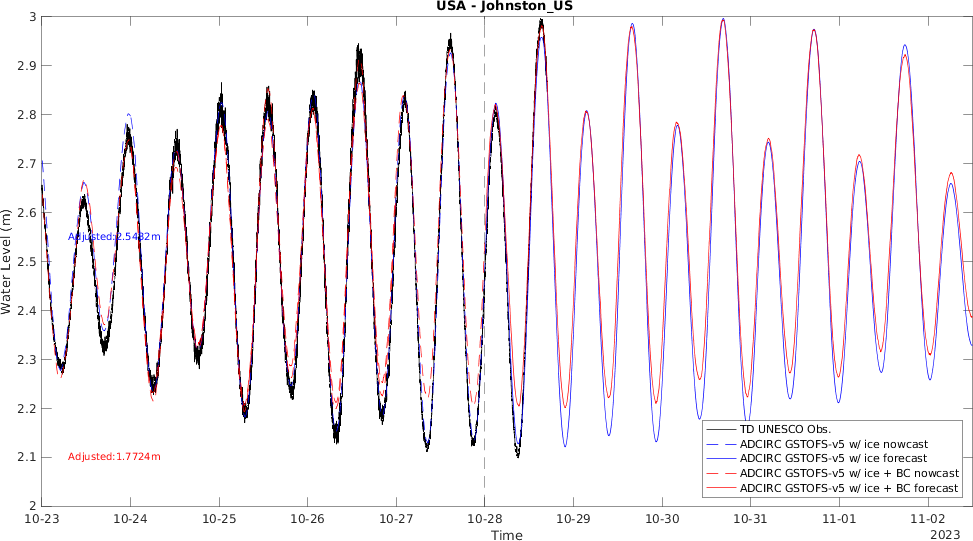 USA - Johnston_US
3
2.9
2.8
2.7
2.6
2.5
2.4
2.3
2.2
2.1
2
Water Level (m)
Adjusted:2.5432m
Adjusted:1.7724m
TD UNESCO Obs.
ADCIRC GSTOFS-v5 w/ ice nowcast
ADCIRC GSTOFS-v5 w/ ice forecast
ADCIRC GSTOFS-v5 w/ ice + BC nowcast
ADCIRC GSTOFS-v5 w/ ice + BC forecast
10-23 10-24 10-25 10-26 10-27 10-28 10-29 10-30 10-31 11-01 11-02
Time 2023